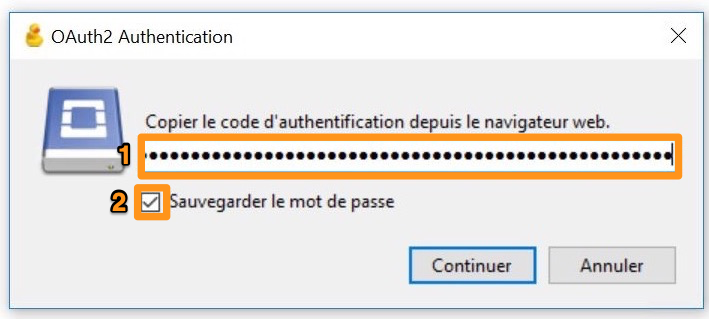 OAuth2 Authentication
Copier le code d'authentification depuis le navigateur web.
1 ••••••••••••••••••••••••••••••••••••••••••••••••
2 Sauvegarder le mot de passe
Continuer Annuler